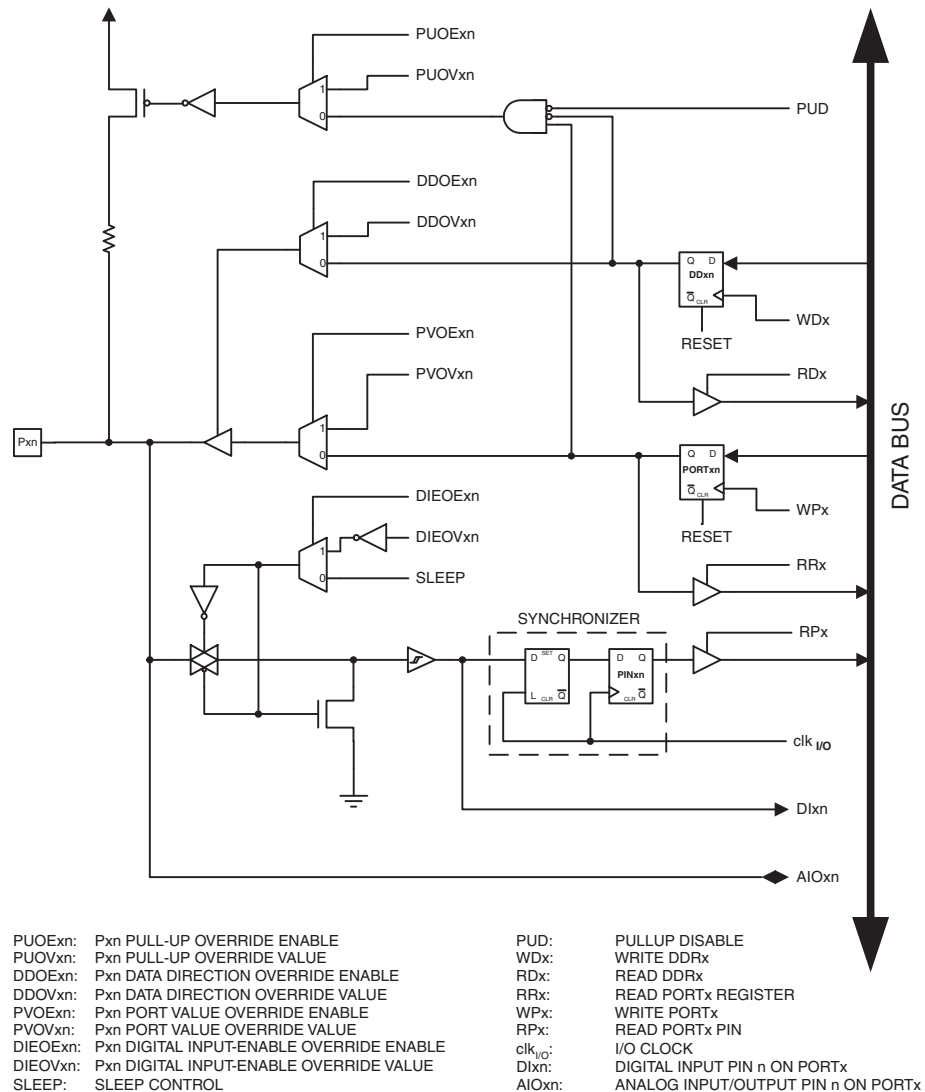 PUOExn
PUOVxn
1
0
PUD
DDOExn
DDOVxn
1
0
Q D
DDxn
Q CLR
WDx
RESET
RDx
PVOExn
PVOVxn
1
0
Pxn
Q D
PORTxn
Q CLR
WPx
RESET
DATA BUS
DIEOExn
DIEOVxn
1
0
SLEEP
RRx
SYNCHRONIZER
RPx
D SET Q
L CLR Q
D Q
PINxn
CLR Q
clk I/O
DIxn
AIOxn
PUOExn: Pxn PULL-UP OVERRIDE ENABLE
PUOVxn: Pxn PULL-UP OVERRIDE VALUE
DDOExn: Pxn DATA DIRECTION OVERRIDE ENABLE
DDOVxn: Pxn DATA DIRECTION OVERRIDE VALUE
PVOExn: Pxn PORT VALUE OVERRIDE ENABLE
PVOVxn: Pxn PORT VALUE OVERRIDE VALUE
DIEOExn: Pxn DIGITAL INPUT-ENABLE OVERRIDE ENABLE
DIEOVxn: Pxn DIGITAL INPUT-ENABLE OVERRIDE VALUE
SLEEP: SLEEP CONTROL
PUD: PULLUP DISABLE
WDx: WRITE DDRx
RDx: READ DDRx
RRx: READ PORTx REGISTER
WPx: WRITE PORTx
RPx: READ PORTx PIN
clkI/O: I/O CLOCK
DIxn: DIGITAL INPUT PIN n ON PORTx
AIOxn: ANALOG INPUT/OUTPUT PIN n ON PORTx